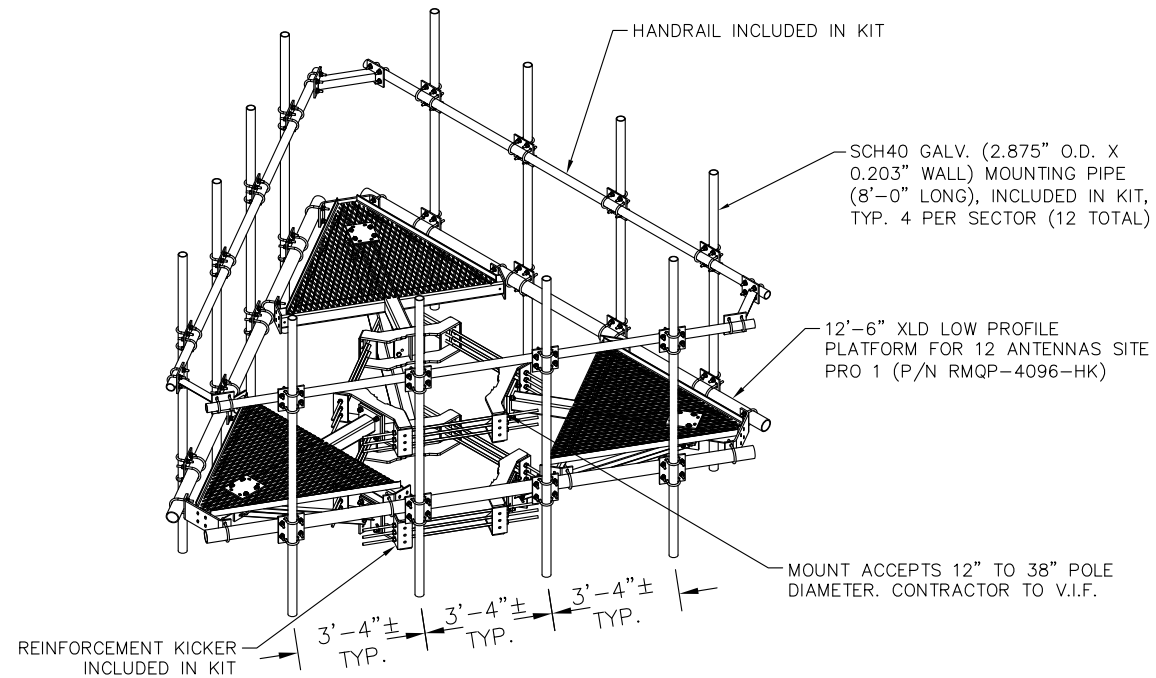 HANDRAIL INCLUDED IN KIT
SCH40 GALV. (2.875" O.D. X
0.203" WALL) MOUNTING PIPE
(8'-0" LONG), INCLUDED IN KIT,
TYP. 4 PER SECTOR (12 TOTAL)
12'-6" XLD LOW PROFILE
PLATFORM FOR 12 ANTENNAS SITE
PRO 1 (P/N RMQP-4096-HK)
MOUNT ACCEPTS 12" TO 38" POLE
DIAMETER. CONTRACTOR TO V.I.F.
3'-4"±
TYP.
3'-4"±
TYP.
3'-4"±
TYP.
REINFORCEMENT KICKER
INCLUDED IN KIT